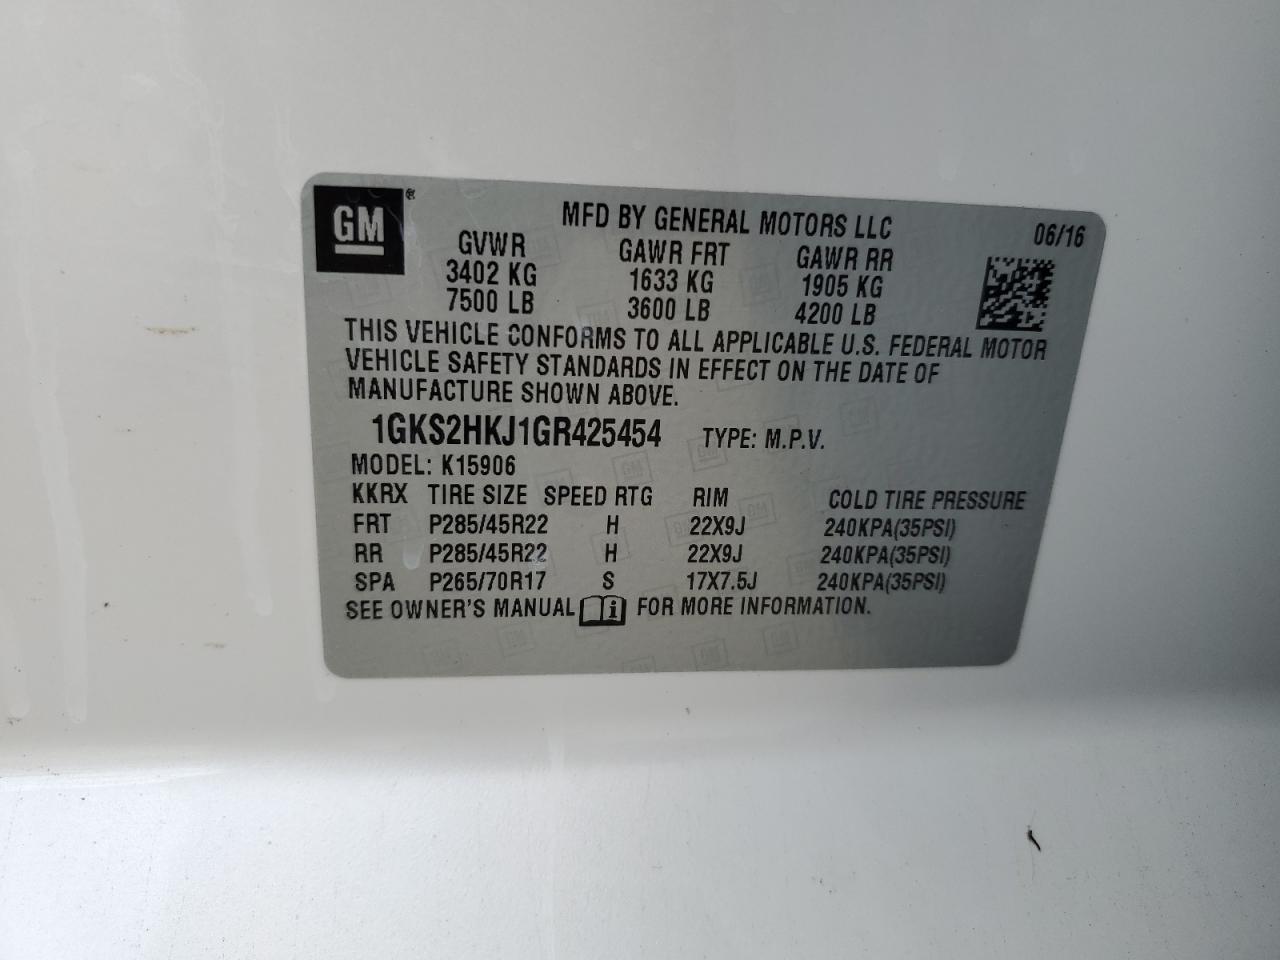 GM ®
MFD BY GENERAL MOTORS LLC 06/16
GVWR GAWR FRT GAWR RR
3402 KG 1633 KG 1905 KG
7500 LB 3600 LB 4200 LB
THIS VEHICLE CONFORMS TO ALL APPLICABLE U.S. FEDERAL MOTOR
VEHICLE SAFETY STANDARDS IN EFFECT ON THE DATE OF
MANUFACTURE SHOWN ABOVE.
1GKS2HKJ1GR425454 TYPE: M.P.V.
MODEL: K15906
KKRX TIRE SIZE SPEED RTG RIM COLD TIRE PRESSURE
FRT P285/45R22 H 22X9J 240KPA(35PSI)
RR P285/45R22 H 22X9J 240KPA(35PSI)
SPA P265/70R17 S 17X7.5J 240KPA(35PSI)
SEE OWNER'S MANUAL i FOR MORE INFORMATION.